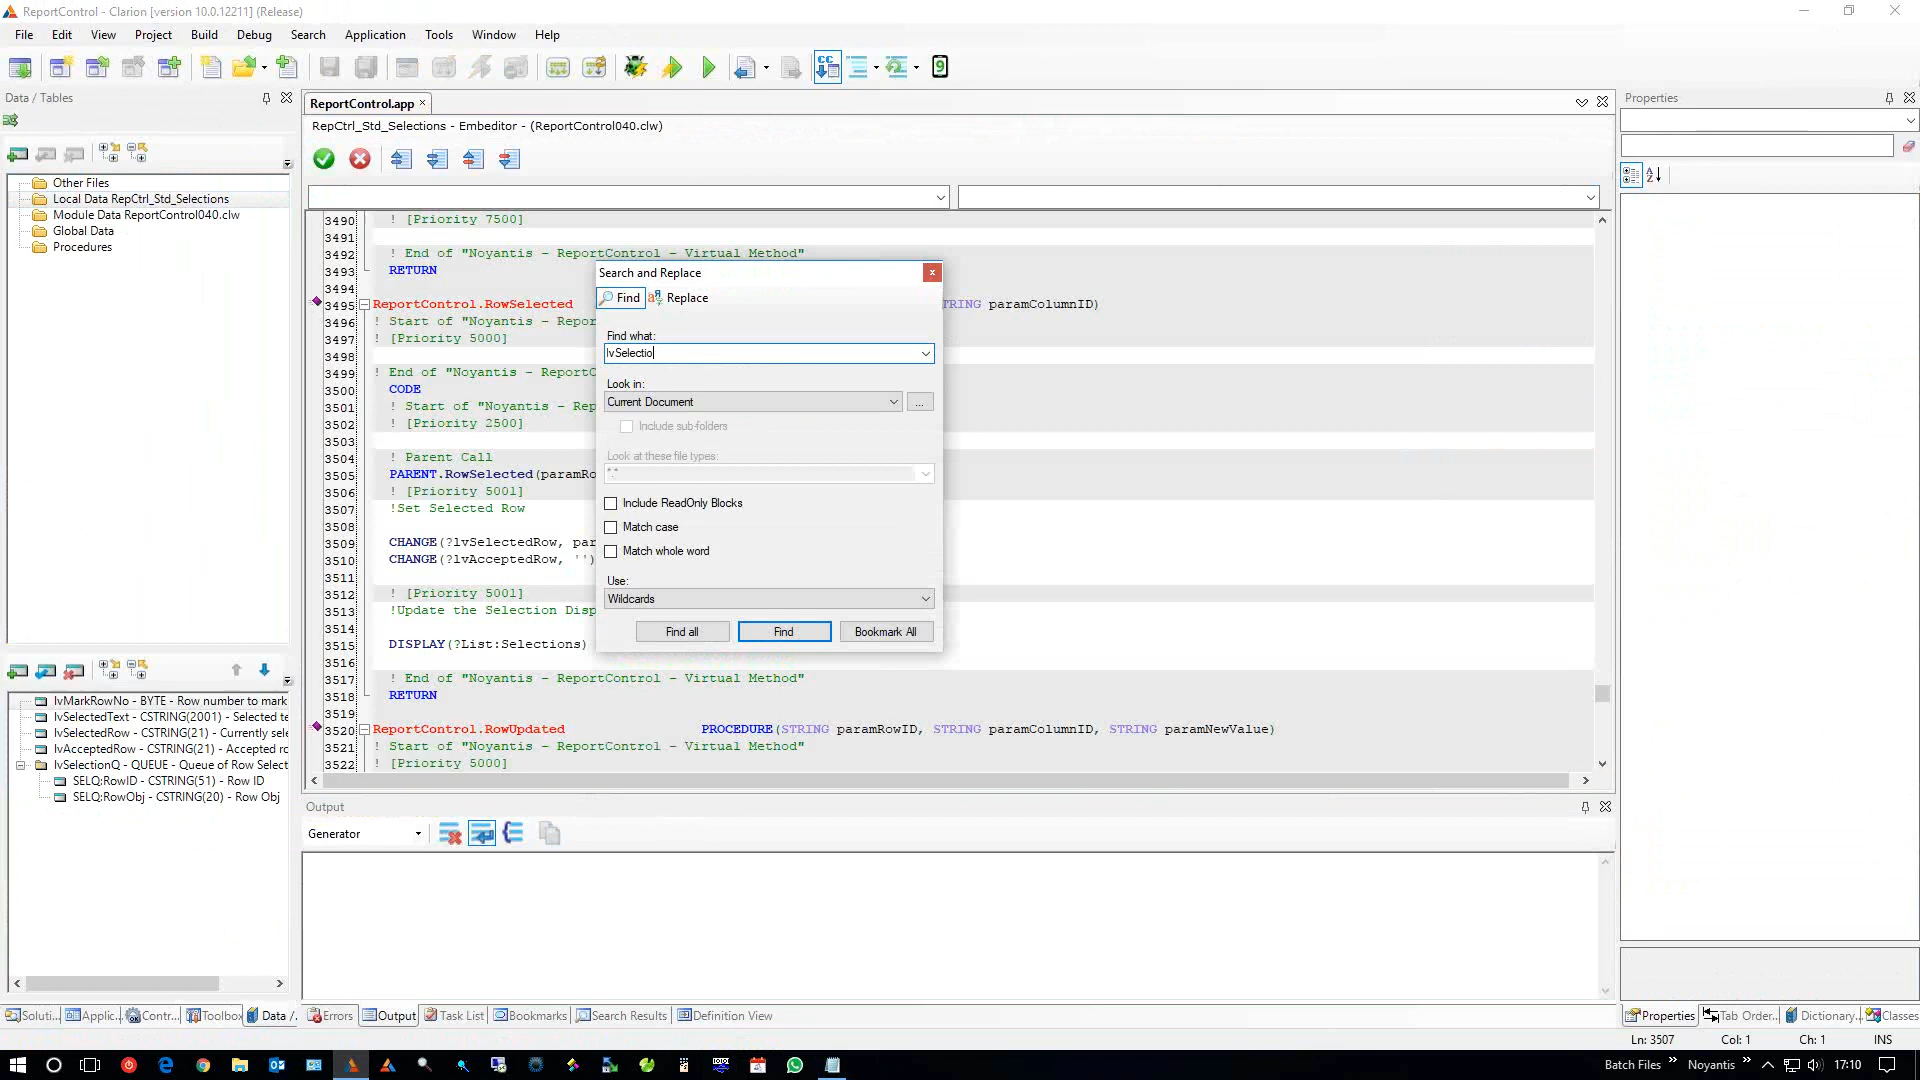 ReportControl - Clarion [version 10.0.12211] (Release)
File Edit View Project Build Debug Search Application Tools Window Help
Data / Tables
ReportControl.app
Properties
RepCtrl_Std_Selections - Embeditor - (ReportControl040.clw)
Other Files
Local Data RepCtrl_Std_Selections
Module Data ReportControl040.clw
Global Data
Procedures
3490 ! [Priority 7500]
3491
3492 ! End of "Noyantis - ReportControl - Virtual Method"
3493 RETURN
3494
3495 ReportControl.RowSelected TRING paramColumnID)
3496 ! Start of "Noyantis - Repor
3497 ! [Priority 5000]
3498
3499 ! End of "Noyantis - ReportC
3500 CODE
3501 ! Start of "Noyantis - Rep
3502 ! [Priority 2500]
3503
3504 ! Parent Call
3505 PARENT.RowSelected(paramRo
3506 ! [Priority 5001]
3507 !Set Selected Row
3508
3509 CHANGE(?lvSelectedRow, par
3510 CHANGE(?lvAcceptedRow, '')
3511
3512 ! [Priority 5001]
3513 !Update the Selection Disp
3514
3515 DISPLAY(?List:Selections)
3516
3517 ! End of "Noyantis - ReportControl - Virtual Method"
3518 RETURN
3519
3520 ReportControl.RowUpdated PROCEDURE(STRING paramRowID, STRING paramColumnID, STRING paramNewValue)
3521 ! Start of "Noyantis - ReportControl - Virtual Method"
3522 ! [Priority 5000]
Search and Replace
Find Replace
Find what:
lvSelectio
Look in:
Current Document
...
Include sub-folders
Look at these file types:
*.*
Include ReadOnly Blocks
Match case
Match whole word
Use:
Wildcards
Find all Find Bookmark All
lvMarkRowNo - BYTE - Row number to mark
lvSelectedText - CSTRING(2001) - Selected te
lvSelectedRow - CSTRING(21) - Currently sele
lvAcceptedRow - CSTRING(21) - Accepted ro
lvSelectionQ - QUEUE - Queue of Row Select
SELQ:RowID - CSTRING(51) - Row ID
SELQ:RowObj - CSTRING(20) - Row Obj
Output
Generator
Soluti... Applic... Contr... Toolbox Data /.
Errors Output Task List Bookmarks Search Results Definition View
Properties Tab Order... Dictionary... Classes
Ln: 3507 Col: 1 Ch: 1 INS
Batch Files Noyantis 17:10